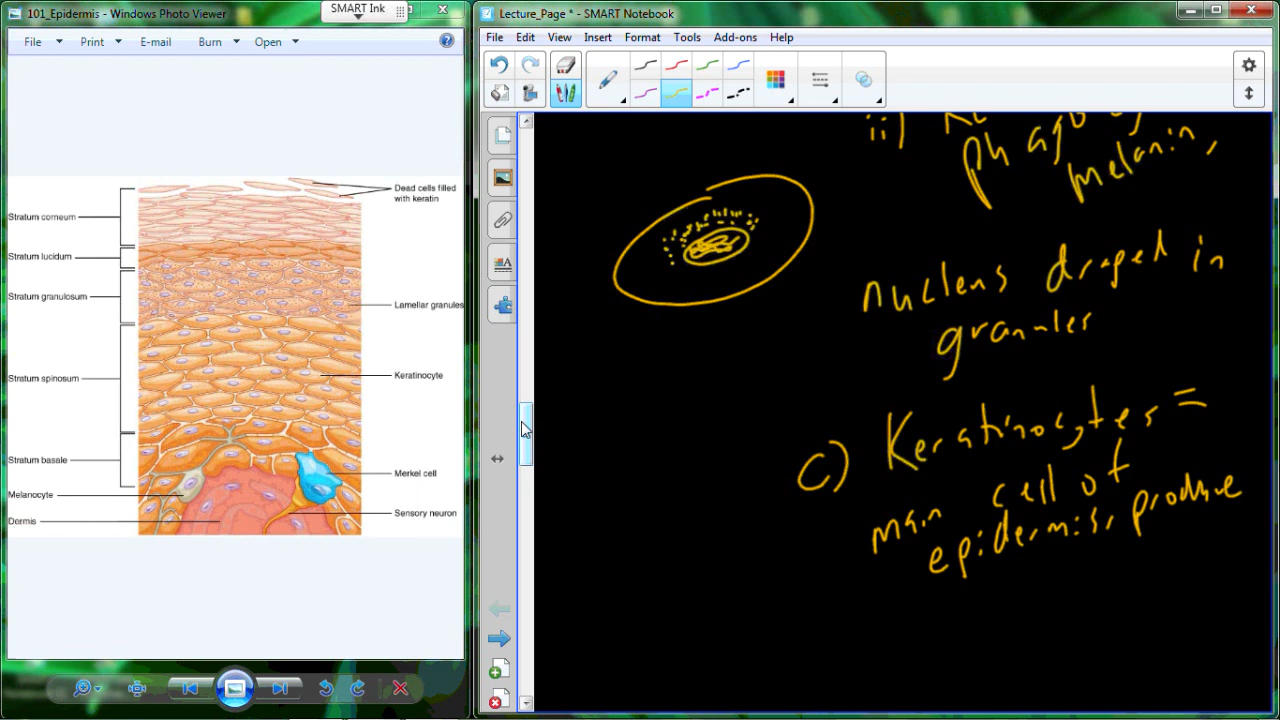 101_Epidermis - Windows Photo Viewer
SMART Ink
File Print E-mail Burn Open
Dead cells filled
with keratin
Stratum corneum
Stratum lucidum
Stratum granulosum
Lamellar granules
Stratum spinosum
Keratinocyte
Stratum basale
Merkel cell
Melanocyte
Sensory neuron
Dermis
Lecture_Page * - SMART Notebook
File Edit View Insert Format Tools Add-ons Help
ii)
melanin,
nucleus draped in
granules
c) Keratinocytes =
main cell of
epidermis, produce